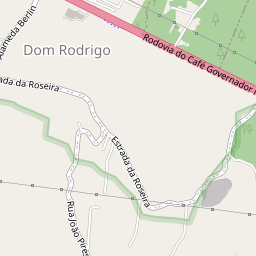 Alameda Berlin
Dom Rodrigo
Rodovia do Café Governador
ada da Roseira
Estrada da Roseira
Rua João Pires